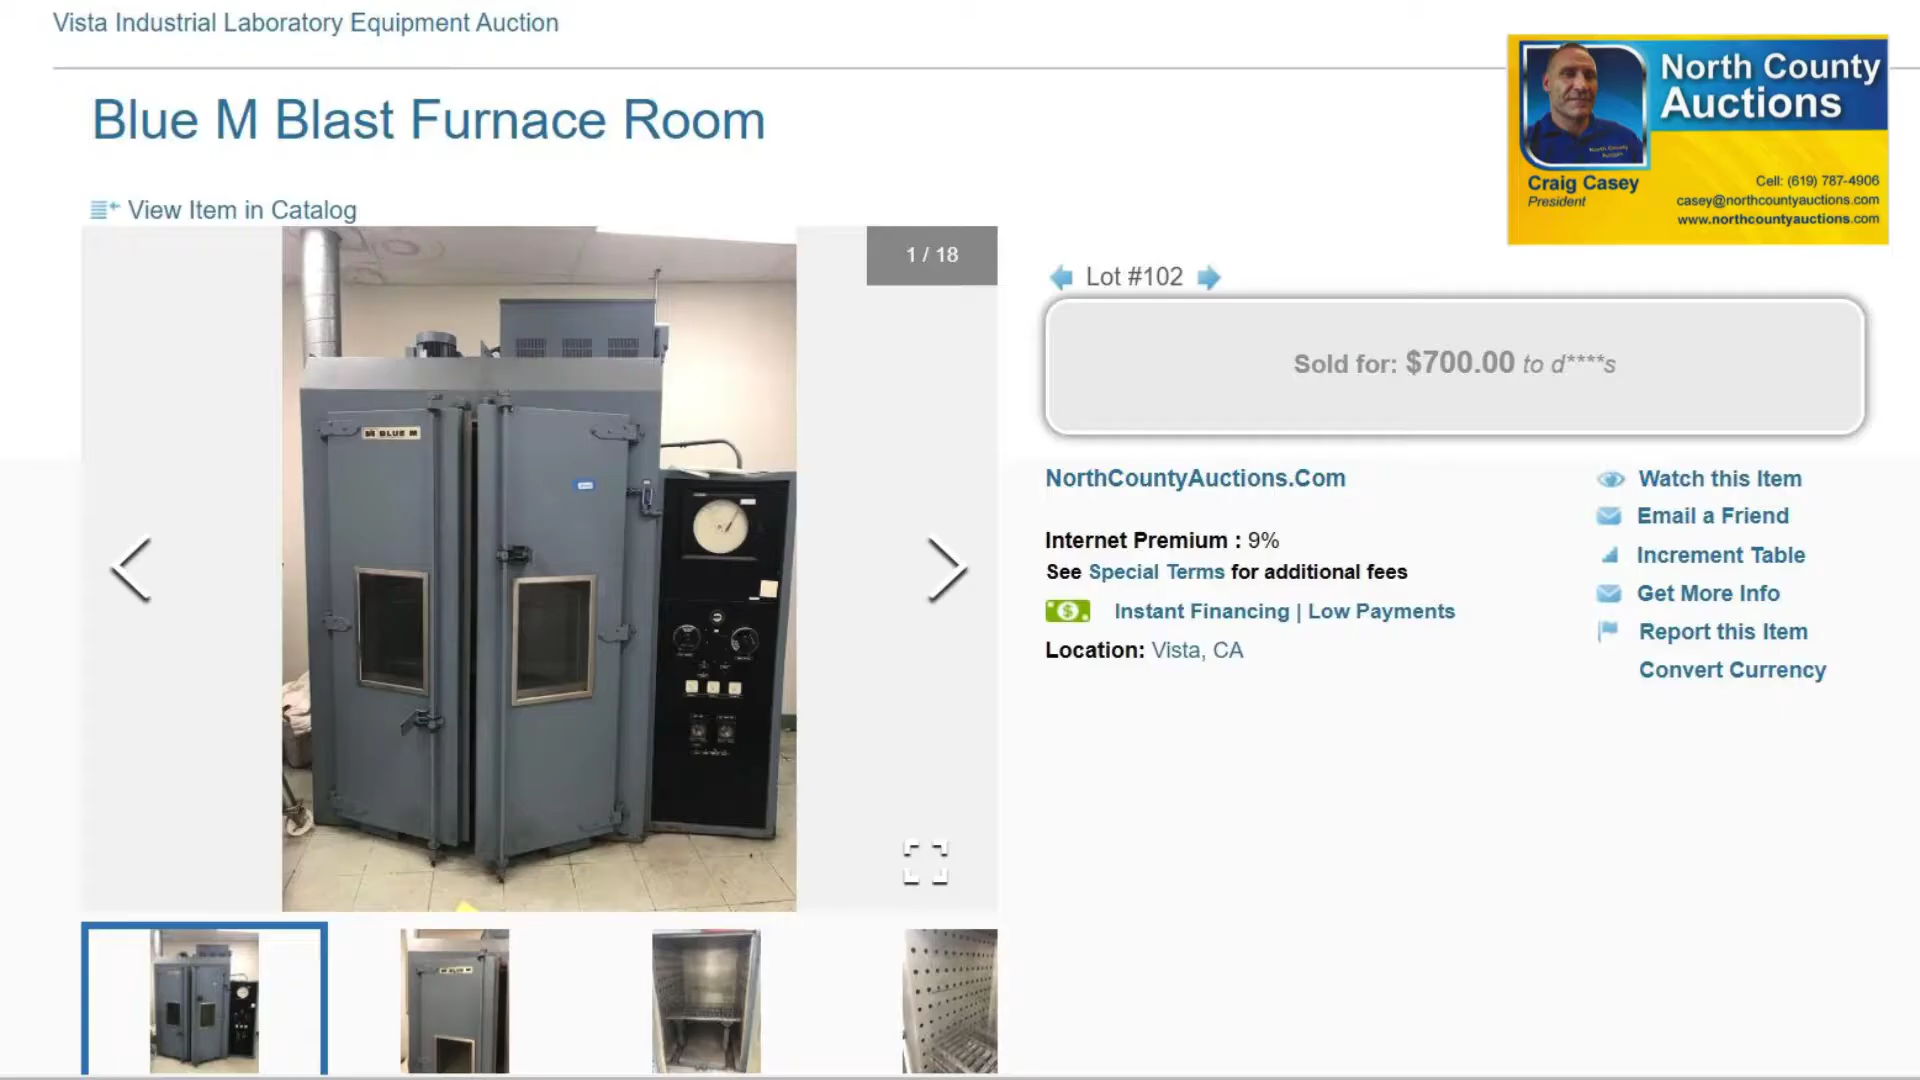 Vista Industrial Laboratory Equipment Auction
Blue M Blast Furnace Room
North County
Auctions
Craig Casey
President
Cell: (619) 787-4906
casey@northcountyauctions.com
www.northcountyauctions.com
View Item in Catalog
1 / 18
BLUE M
Lot #102
Sold for: $700.00 to d****s
NorthCountyAuctions.Com
Internet Premium : 9%
See Special Terms for additional fees
Instant Financing | Low Payments
Location: Vista, CA
Watch this Item
Email a Friend
Increment Table
Get More Info
Report this Item
Convert Currency
BLUE M